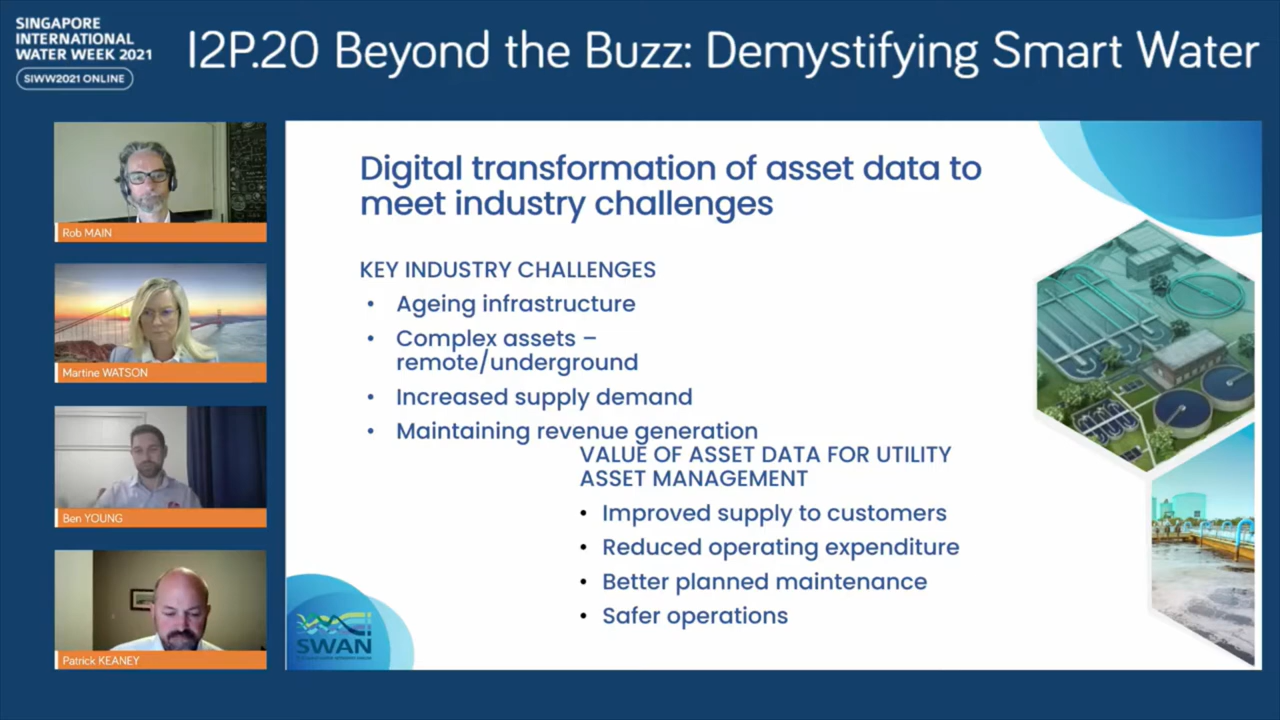 SINGAPORE
INTERNATIONAL
WATER WEEK 2021
SIWW2021 ONLINE
I2P.20 Beyond the Buzz: Demystifying Smart Water
Rob MAIN
Martine WATSON
Ben YOUNG
Patrick KEANEY
Digital transformation of asset data to
meet industry challenges
KEY INDUSTRY CHALLENGES
• Ageing infrastructure
• Complex assets –
remote/underground
• Increased supply demand
• Maintaining revenue generation
VALUE OF ASSET DATA FOR UTILITY
ASSET MANAGEMENT
• Improved supply to customers
• Reduced operating expenditure
• Better planned maintenance
• Safer operations
SWAN